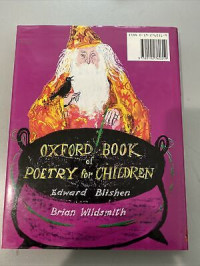 OXFORD BOOK
of
POETRY for CHILDREN
Edward Blishen
Brian Wildsmith